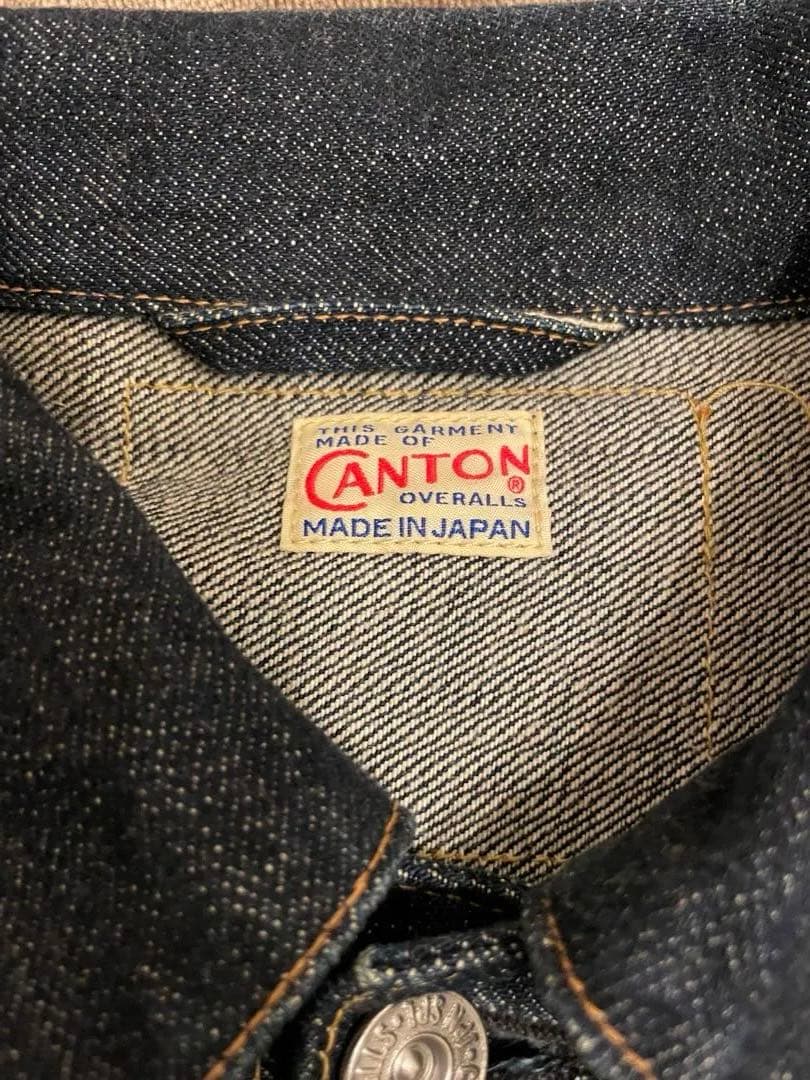 THIS GARMENT
MADE OF
CANTON®
OVERALLS
MADE IN JAPAN